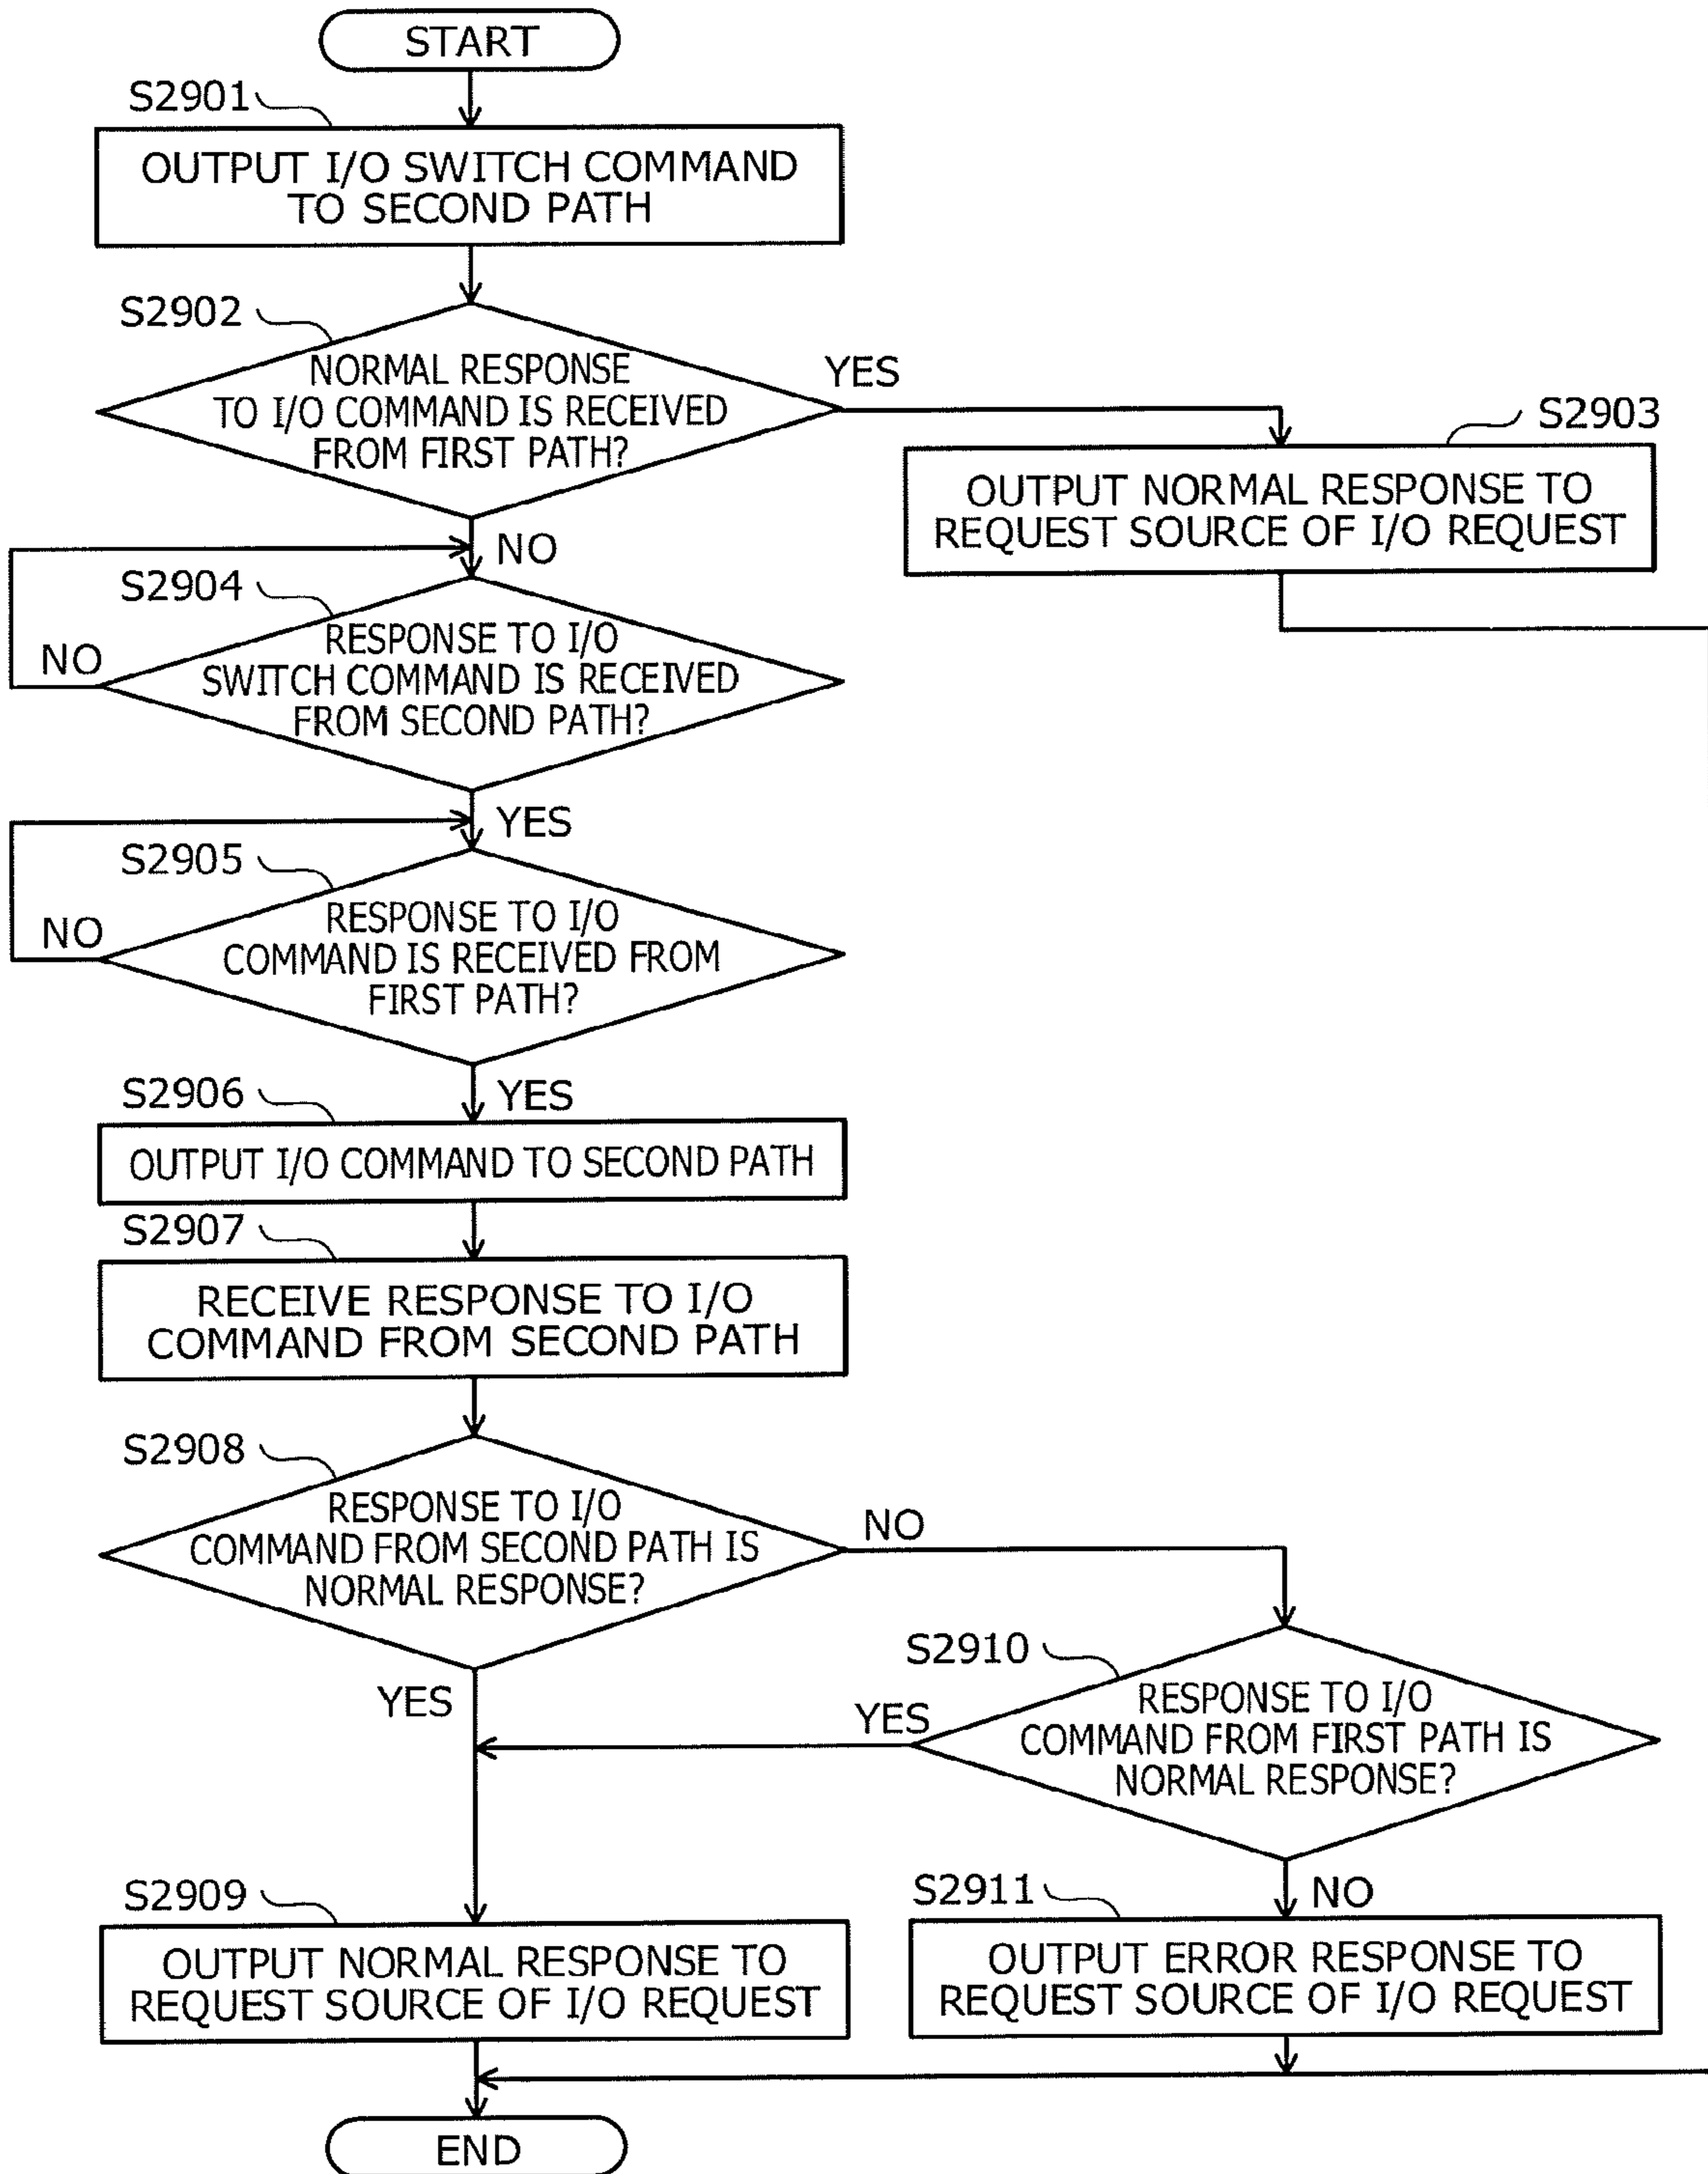 START
S2901
OUTPUT I/O SWITCH COMMAND
TO SECOND PATH
S2902
NORMAL RESPONSE
TO I/O COMMAND IS RECEIVED
FROM FIRST PATH?
YES
S2903
OUTPUT NORMAL RESPONSE TO
REQUEST SOURCE OF I/O REQUEST
NO
S2904
RESPONSE TO I/O
SWITCH COMMAND IS RECEIVED
FROM SECOND PATH?
NO
YES
S2905
RESPONSE TO I/O
COMMAND IS RECEIVED FROM
FIRST PATH?
NO
YES
S2906
OUTPUT I/O COMMAND TO SECOND PATH
S2907
RECEIVE RESPONSE TO I/O
COMMAND FROM SECOND PATH
S2908
RESPONSE TO I/O
COMMAND FROM SECOND PATH IS
NORMAL RESPONSE?
NO
YES
S2910
RESPONSE TO I/O
COMMAND FROM FIRST PATH IS
NORMAL RESPONSE?
YES
NO
S2909
OUTPUT NORMAL RESPONSE TO
REQUEST SOURCE OF I/O REQUEST
S2911
OUTPUT ERROR RESPONSE TO
REQUEST SOURCE OF I/O REQUEST
END